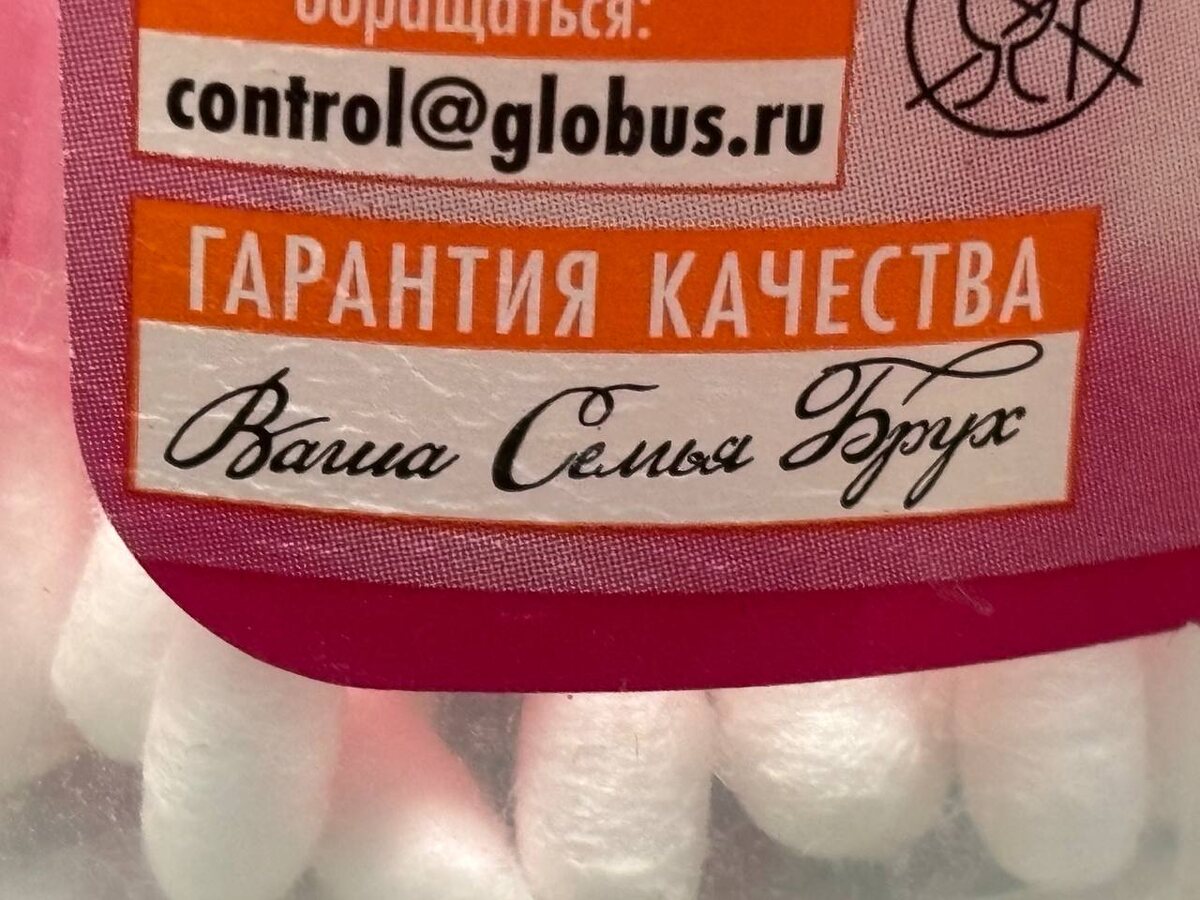 обращаться:
control@globus.ru
ГАРАНТИЯ КАЧЕСТВА
Ваша Семья Брух